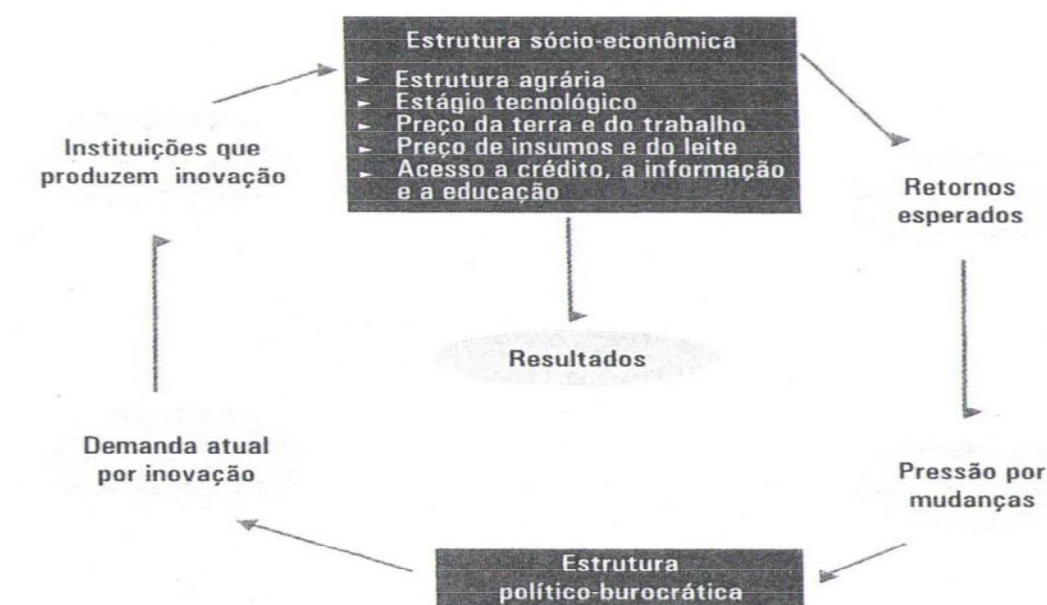 Estrutura sócio-econômica
► Estrutura agrária
► Estágio tecnológico
► Preço da terra e do trabalho
► Preço de insumos e do leite
► Acesso a crédito, a informação
e a educação
Retornos
esperados
Pressão por
mudanças
Estrutura
político-burocrática
Demanda atual
por inovação
Instituições que
produzem inovação
Resultados